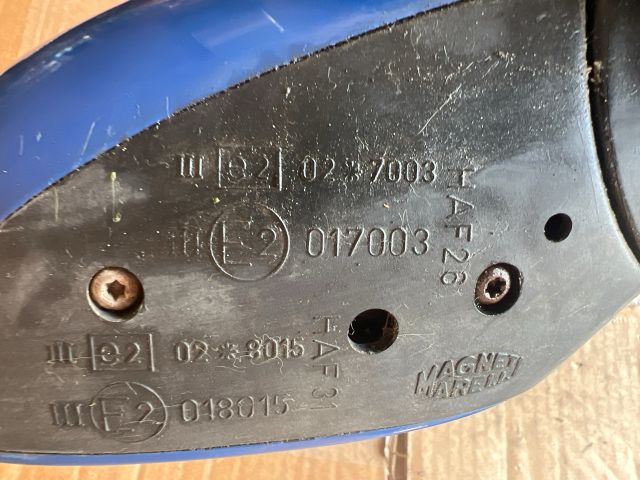 III e2 02*7003
III E2 017003
HAF26
III e2 02*8015
III E2 018015
HAF31
MAGNETI
MARELLI